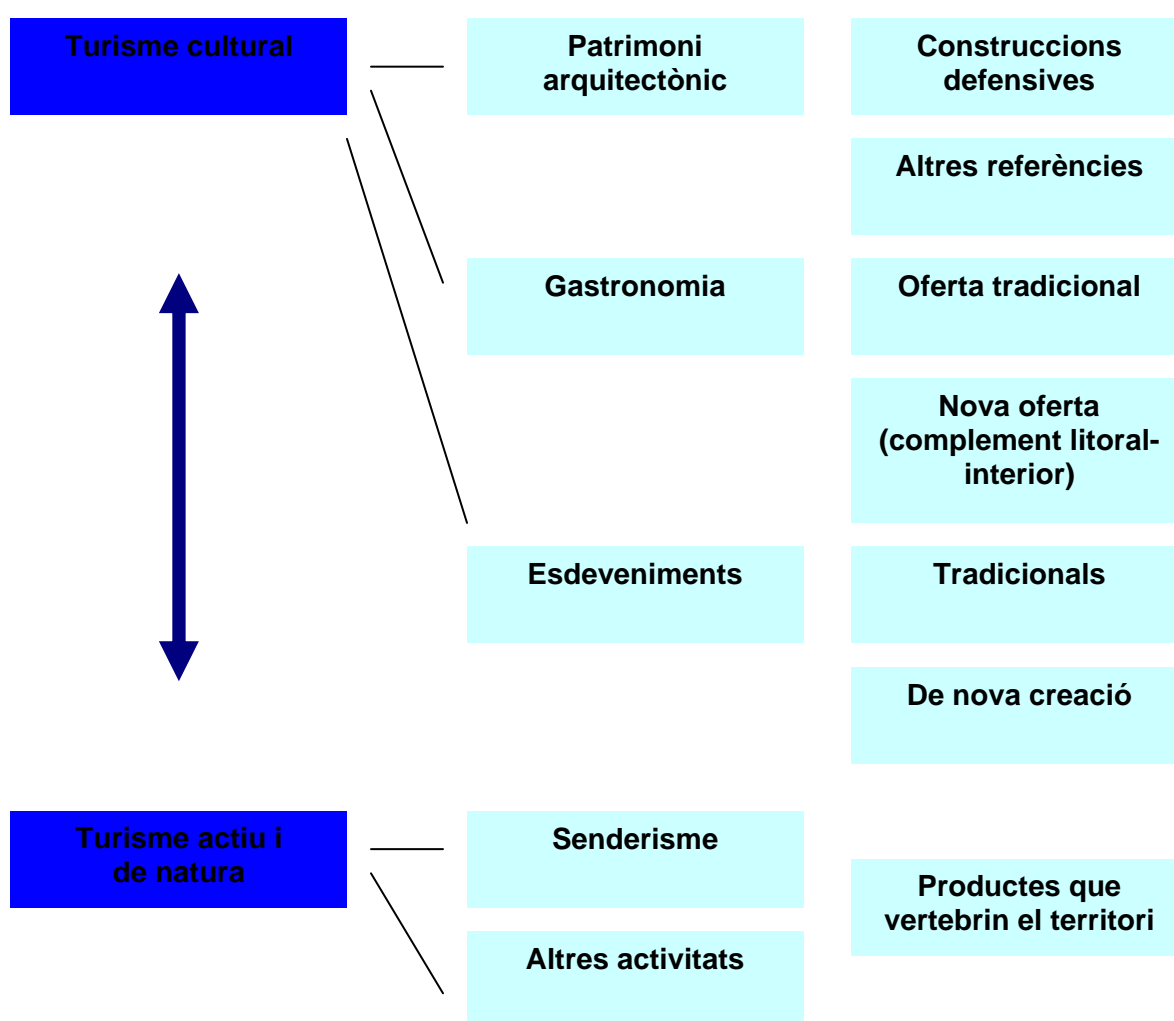 Turisme cultural
Patrimoni
arquitectònic
Construccions
defensives
Altres referències
Gastronomia
Oferta tradicional
Nova oferta
(complement litoral-
interior)
Esdeveniments
Tradicionals
De nova creació
Turisme actiu i
de natura
Senderisme
Productes que
vertebrin el territori
Altres activitats